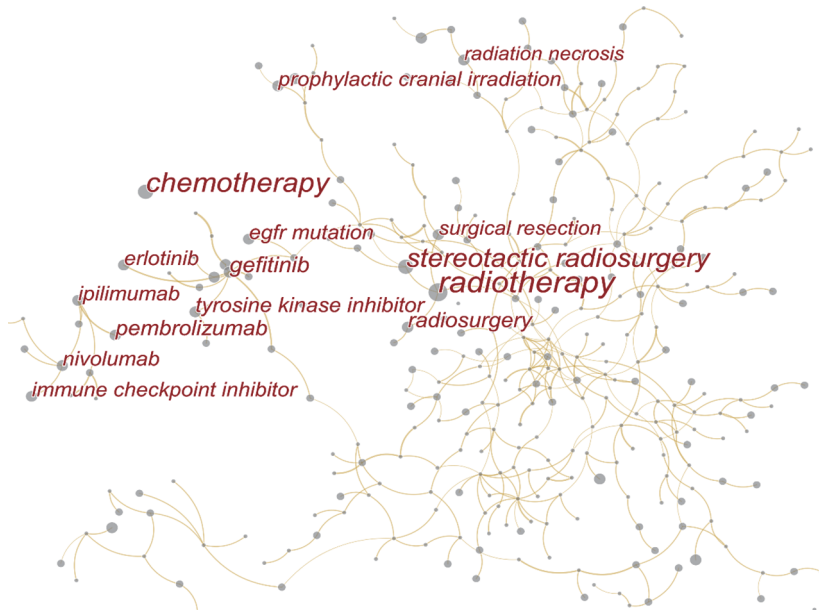 radiation necrosis
prophylactic cranial irradiation
chemotherapy
surgical resection
egfr mutation
stereotactic radiosurgery
erlotinib
gefitinib
radiotherapy
ipilimumab
tyrosine kinase inhibitor
radiosurgery
pembrolizumab
nivolumab
immune checkpoint inhibitor